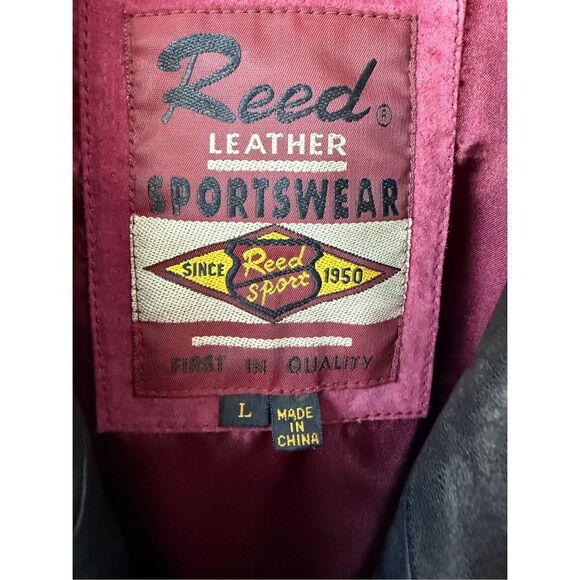 Reed®
LEATHER
SPORTSWEAR
SINCE Reed 1950
Sport
FIRST IN QUALITY
L
MADE
IN
CHINA